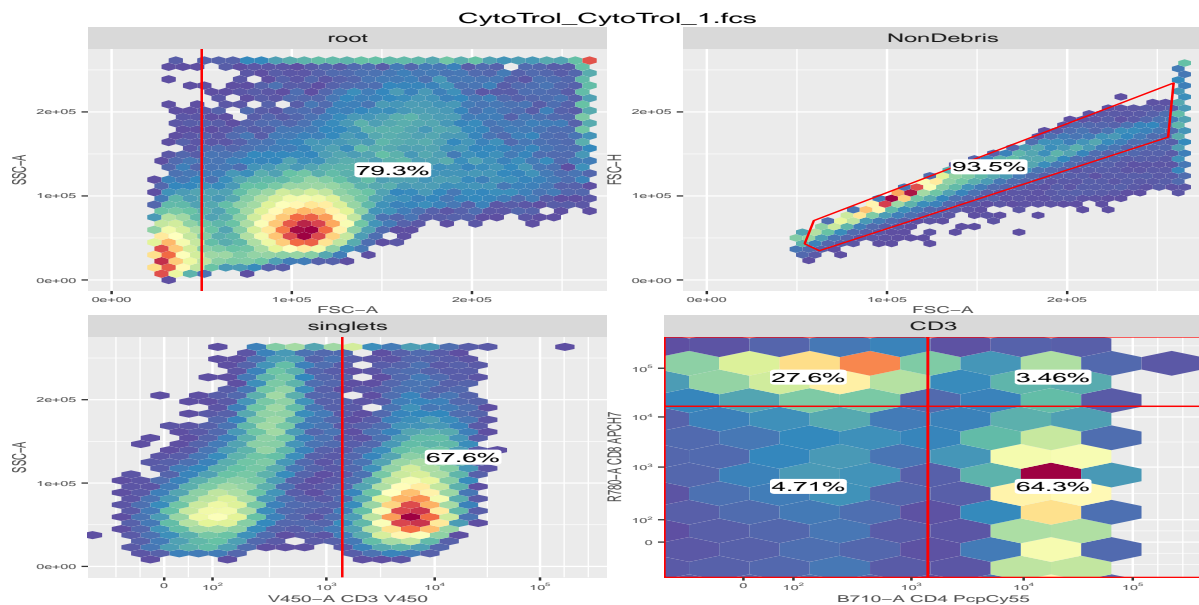 CytoTrol_CytoTrol_1.fcs
root
NonDebris
SSC-A
2e+05
1e+05
0e+00
79.3%
0e+00
1e+05
2e+05
FSC-A
FSC-H
2e+05
1e+05
0e+00
93.5%
0e+00
1e+05
2e+05
FSC-A
singlets
CD3
SSC-A
2e+05
1e+05
0e+00
67.6%
0
10²
10³
10⁴
10⁵
V450-A CD3 V450
R780-A CD8 APCH7
10⁵
10⁴
10³
10²
0
27.6%
3.46%
4.71%
64.3%
0
10²
10³
10⁴
10⁵
B710-A CD4 PcpCy55